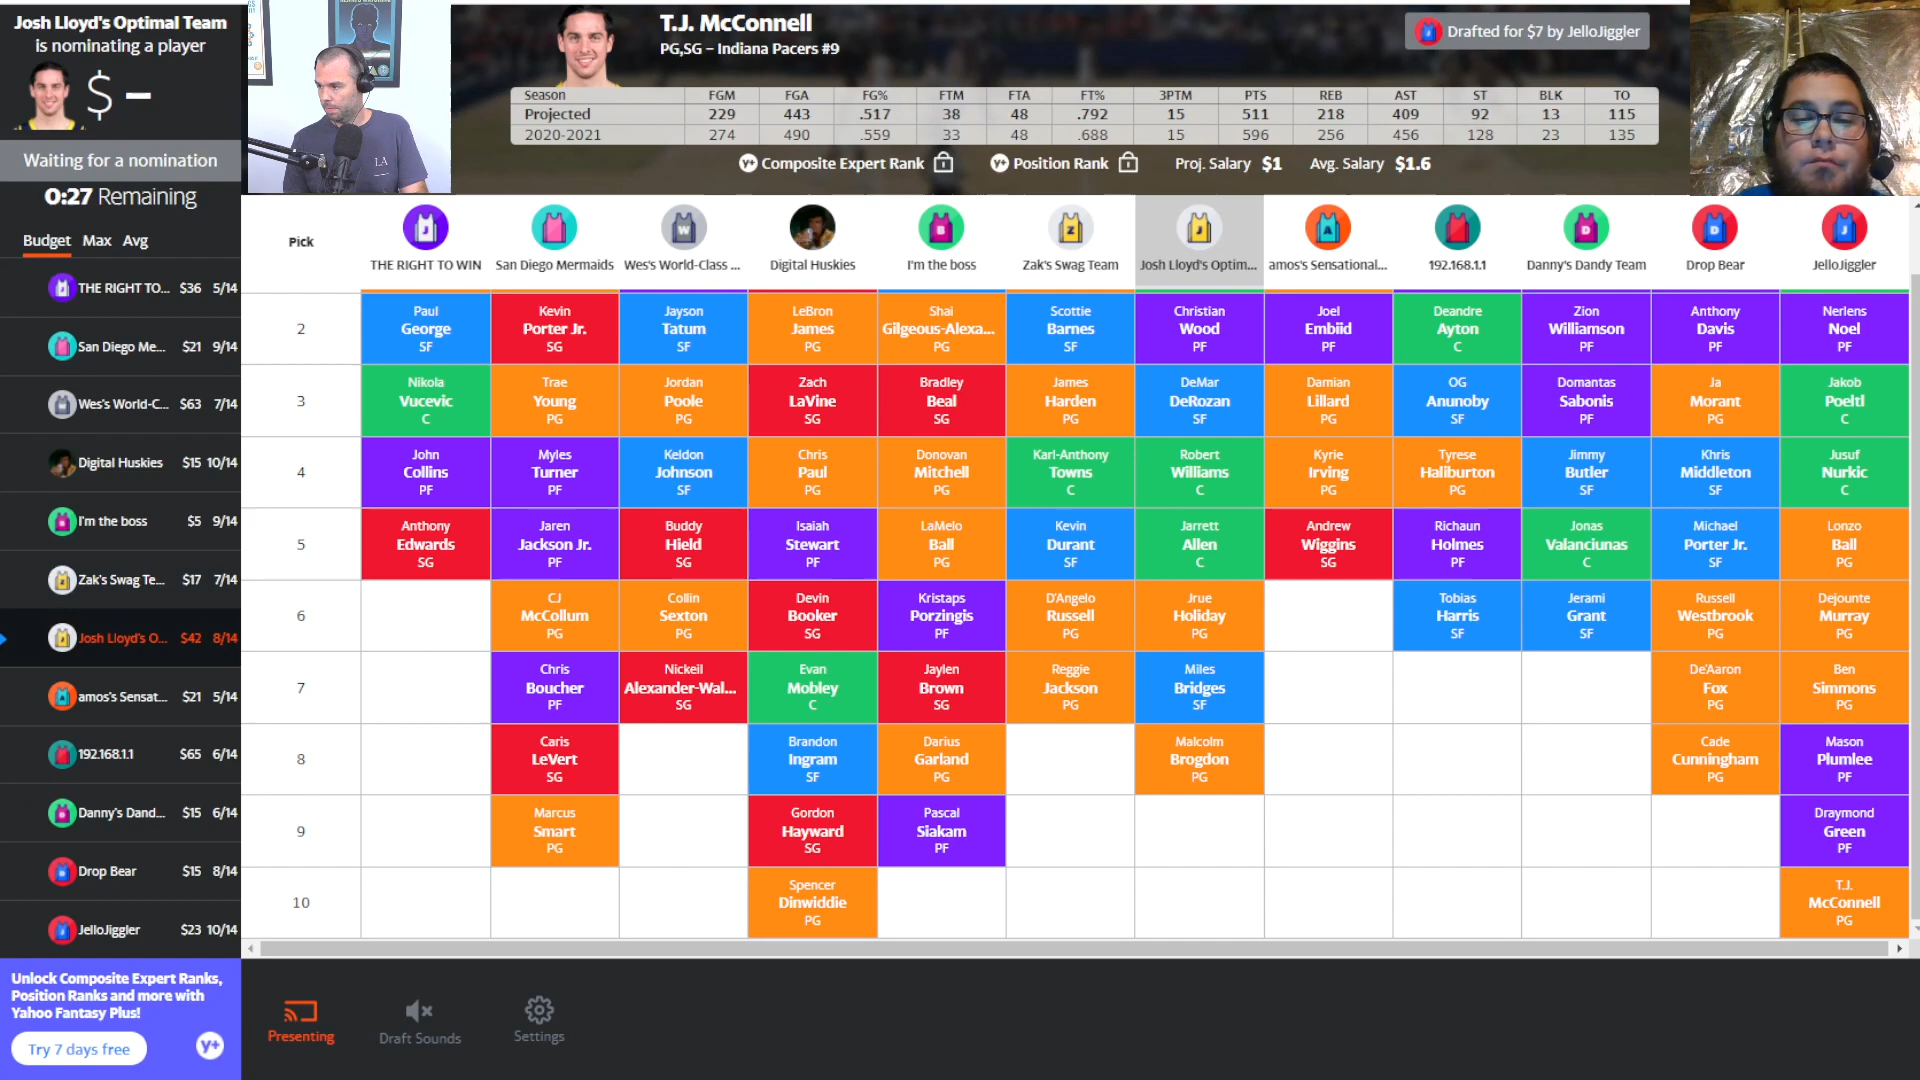 Josh Lloyd's Optimal Team
is nominating a player
$ –
Waiting for a nomination
0:27 Remaining
Budget Max Avg
THE RIGHT TO... $36 5/14
San Diego Me... $21 9/14
Wes's World-C... $63 7/14
Digital Huskies $15 10/14
I'm the boss $5 9/14
Zak's Swag Te... $17 7/14
Josh Lloyd's O... $42 8/14
amos's Sensat... $21 5/14
192.168.1.1 $65 6/14
Danny's Dand... $15 6/14
Drop Bear $15 8/14
JelloJiggler $23 10/14
Unlock Composite Expert Ranks,
Position Ranks and more with
Yahoo Fantasy Plus!
Try 7 days free
y+
LA
T.J. McConnell
PG,SG – Indiana Pacers #9
Drafted for $7 by JelloJiggler
Season FGM FGA FG% FTM FTA FT% 3PTM PTS REB AST ST BLK TO
Projected 229 443 .517 38 48 .792 15 511 218 409 92 13 115
2020-2021 274 490 .559 33 48 .688 15 596 256 456 128 23 135
y+ Composite Expert Rank y+ Position Rank Proj. Salary $1 Avg. Salary $1.6
J W B Z J A D D J
Pick THE RIGHT TO WIN San Diego Mermaids Wes's World-Class ... Digital Huskies I'm the boss Zak's Swag Team Josh Lloyd's Optim... amos's Sensational... 192.168.1.1 Danny's Dandy Team Drop Bear JelloJiggler
Paul Kevin Jayson LeBron Shai Scottie Christian Joel Deandre Zion Anthony Nerlens
2 George Porter Jr. Tatum James Gilgeous-Alexa... Barnes Wood Embiid Ayton Williamson Davis Noel
SF SG SF PG PG SF PF PF C PF PF PF
Nikola Trae Jordan Zach Bradley James DeMar Damian OG Domantas Ja Jakob
3 Vucevic Young Poole LaVine Beal Harden DeRozan Lillard Anunoby Sabonis Morant Poeltl
C PG PG SG SG PG SF PG SF PF PG C
John Myles Keldon Chris Donovan Karl-Anthony Robert Kyrie Tyrese Jimmy Khris Jusuf
4 Collins Turner Johnson Paul Mitchell Towns Williams Irving Haliburton Butler Middleton Nurkic
PF PF SF PG PG C C PG PG SF SF C
Anthony Jaren Buddy Isaiah LaMelo Kevin Jarrett Andrew Richaun Jonas Michael Lonzo
5 Edwards Jackson Jr. Hield Stewart Ball Durant Allen Wiggins Holmes Valanciunas Porter Jr. Ball
SG PF SG PF PG SF C SG PF C SF PG
CJ Collin Devin Kristaps D'Angelo Jrue Tobias Jerami Russell Dejounte
6 McCollum Sexton Booker Porzingis Russell Holiday Harris Grant Westbrook Murray
PG PG SG PF PG PG SF SF PG PG
Chris Nickeil Evan Jaylen Reggie Miles De'Aaron Ben
7 Boucher Alexander-Wal... Mobley Brown Jackson Bridges Fox Simmons
PF SG C SG PG SF PG PG
Caris Brandon Darius Malcolm Cade Mason
8 LeVert Ingram Garland Brogdon Cunningham Plumlee
SG SF PG PG PG PF
Marcus Gordon Pascal Draymond
9 Smart Hayward Siakam Green
PG SG PF PF
Spencer T.J.
10 Dinwiddie McConnell
PG PG
Presenting Draft Sounds Settings